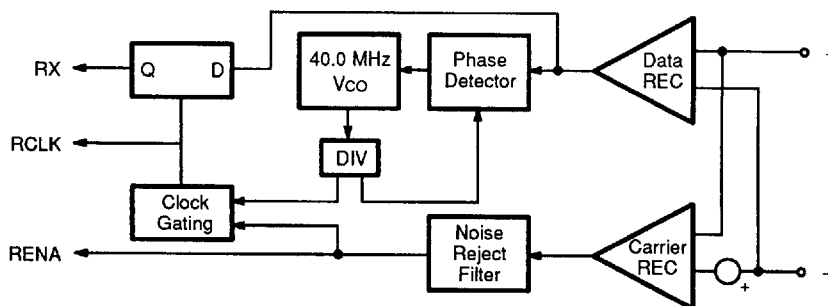 RX
Q D
40.0 MHz
VCO
Phase
Detector
Data
REC
RCLK
DIV
Clock
Gating
RENA
Noise
Reject
Filter
Carrier
REC
+